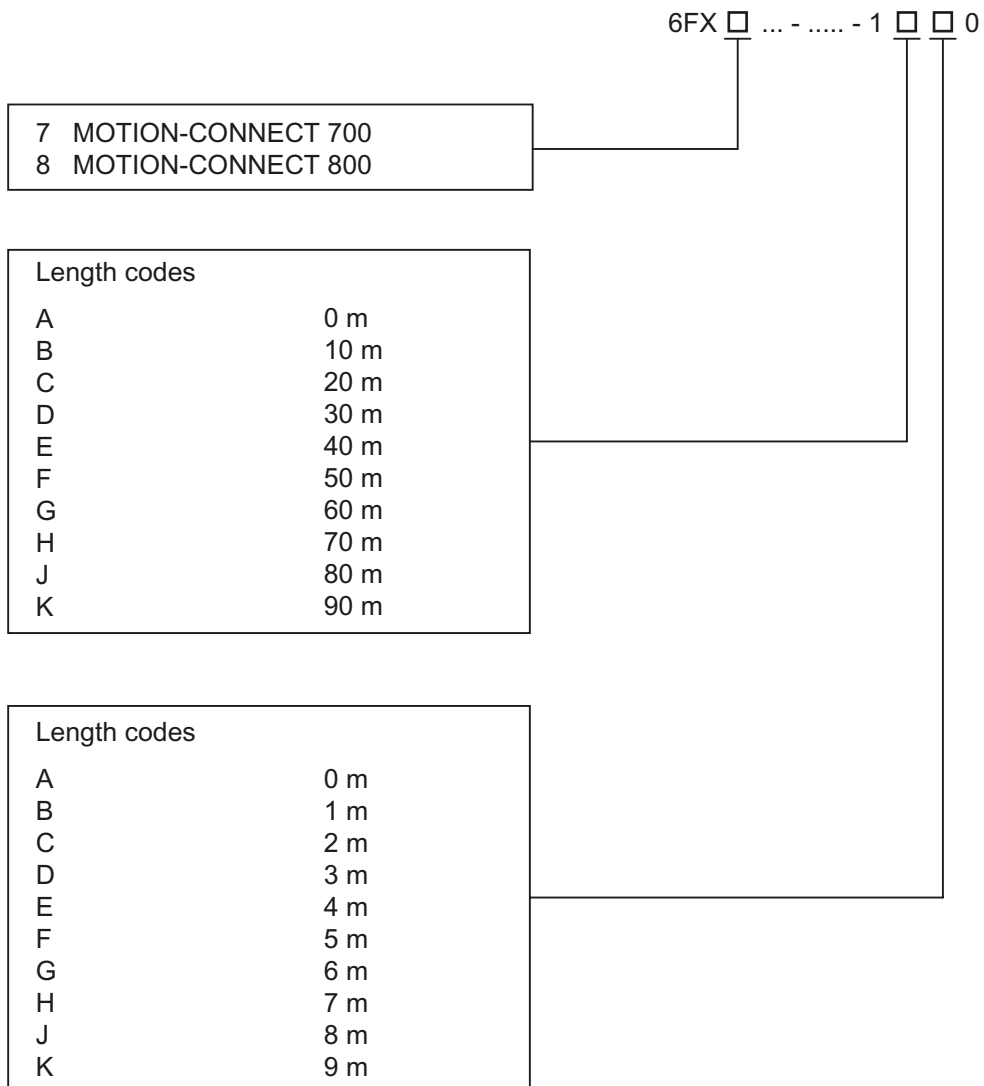 6FX □ ... - ..... - 1 □ □ 0
7 MOTION-CONNECT 700
8 MOTION-CONNECT 800
Length codes
A 0 m
B 10 m
C 20 m
D 30 m
E 40 m
F 50 m
G 60 m
H 70 m
J 80 m
K 90 m
Length codes
A 0 m
B 1 m
C 2 m
D 3 m
E 4 m
F 5 m
G 6 m
H 7 m
J 8 m
K 9 m